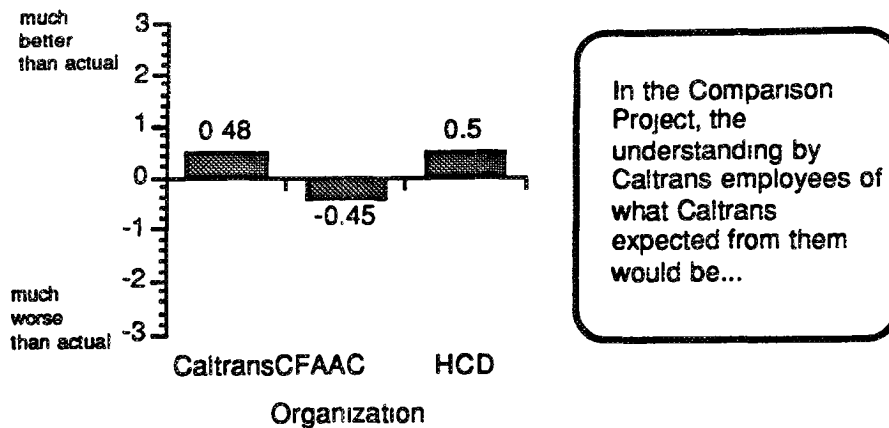 much
better
than actual
3
2
1
0
-1
-2
-3
0 48
-0.45
0.5
much
worse
than actual
CaltransCFAAC HCD
Organization
In the Comparison
Project, the
understanding by
Caltrans employees of
what Caltrans
expected from them
would be...